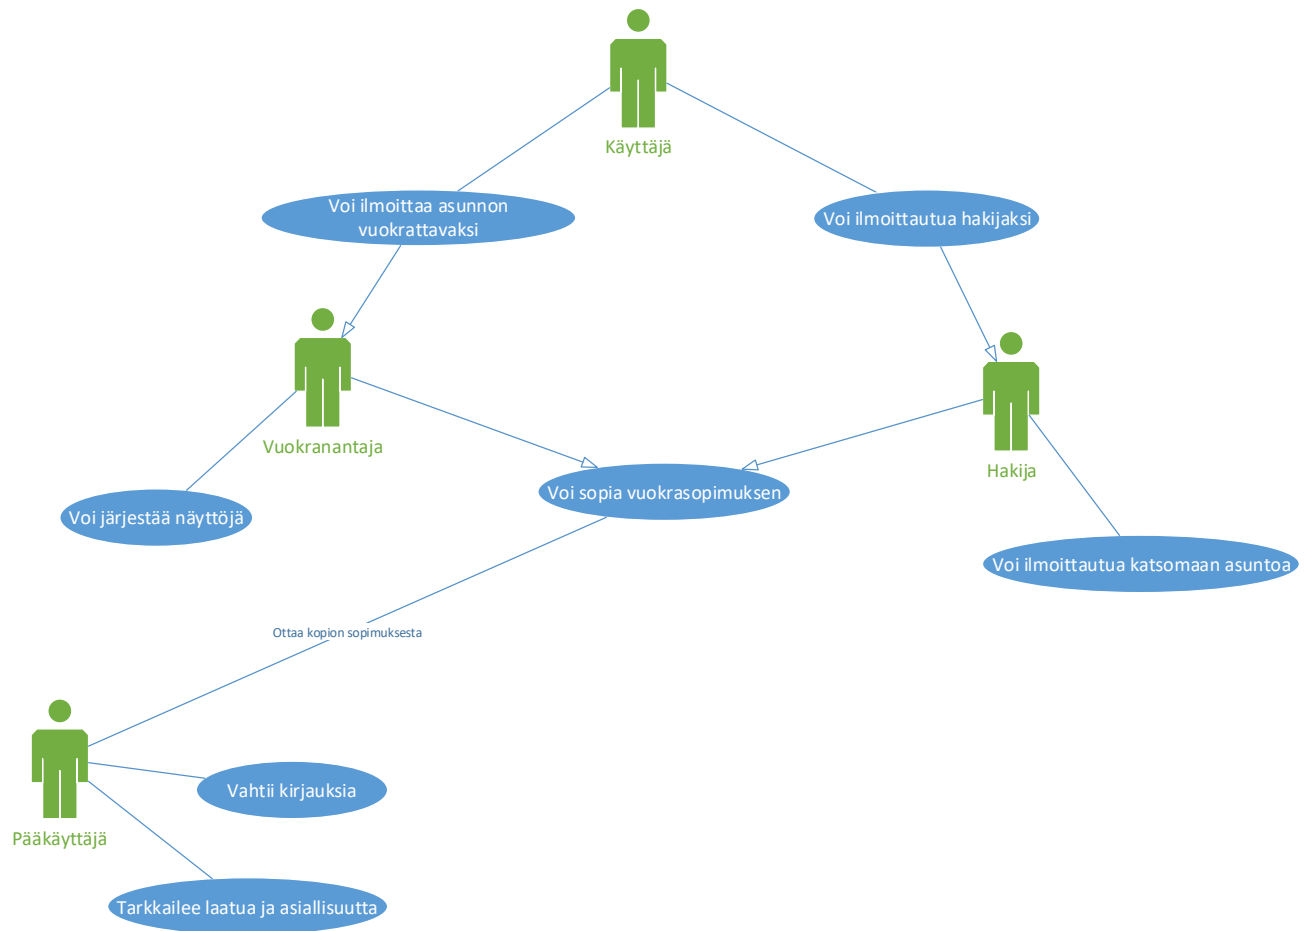 Käyttäjä
Voi ilmoittaa asunnon
vuokrattavaksi
Voi ilmoittautua hakijaksi
Vuokranantaja
Hakija
Voi sopia vuokrasopimuksen
Voi järjestää näyttöjä
Voi ilmoittautua katsomaan asuntoa
Ottaa kopion sopimuksesta
Vahtii kirjauksia
Pääkäyttäjä
Tarkkailee laatua ja asiallisuutta